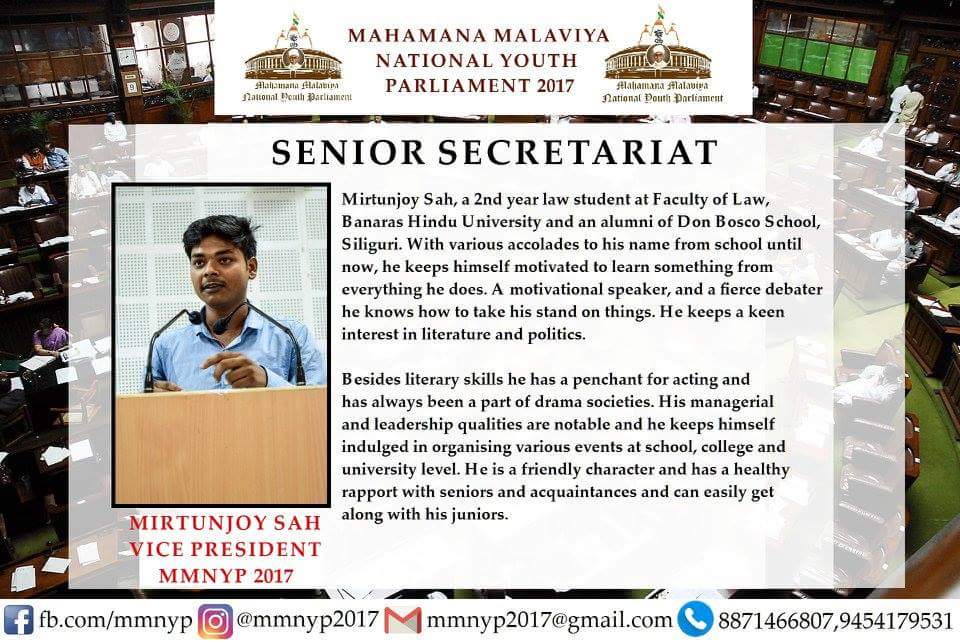 MAHAMANA MALAVIYA
NATIONAL YOUTH
PARLIAMENT 2017
Mahamana Malaviya
National Youth Parliament
Mahamana Malaviya
National Youth Parliament
SENIOR SECRETARIAT
Mirtunjoy Sah, a 2nd year law student at Faculty of Law,
Banaras Hindu University and an alumni of Don Bosco School,
Siliguri. With various accolades to his name from school until
now, he keeps himself motivated to learn something from
everything he does. A motivational speaker, and a fierce debater
he knows how to take his stand on things. He keeps a keen
interest in literature and politics.
Besides literary skills he has a penchant for acting and
has always been a part of drama societies. His managerial
and leadership qualities are notable and he keeps himself
indulged in organising various events at school, college and
university level. He is a friendly character and has a healthy
rapport with seniors and acquaintances and can easily get
along with his juniors.
MIRTUNJOY SAH
VICE PRESIDENT
MMNYP 2017
fb.com/mmnyp @mmnyp2017 mmnyp2017@gmail.com 8871466807,9454179531